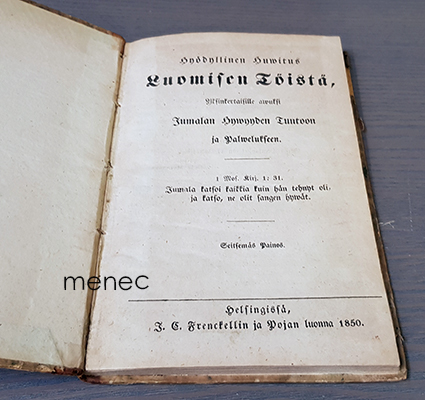 Hyödyllinen Huwitus
Luomisen Töistä,
Yksinkertaisille awuksi
Jumalan Hywyyden Tuntoon
ja Palwelukseen.
1 Mos. Kirj. 1: 31.
Jumala katsoi kaikkia kuin hän tehnyt oli,
ja katso, ne olit sangen hywät.
Seitsemäs Painos.
menec
Helsingissä,
J. C. Frenckellin ja Pojan luonna 1850.